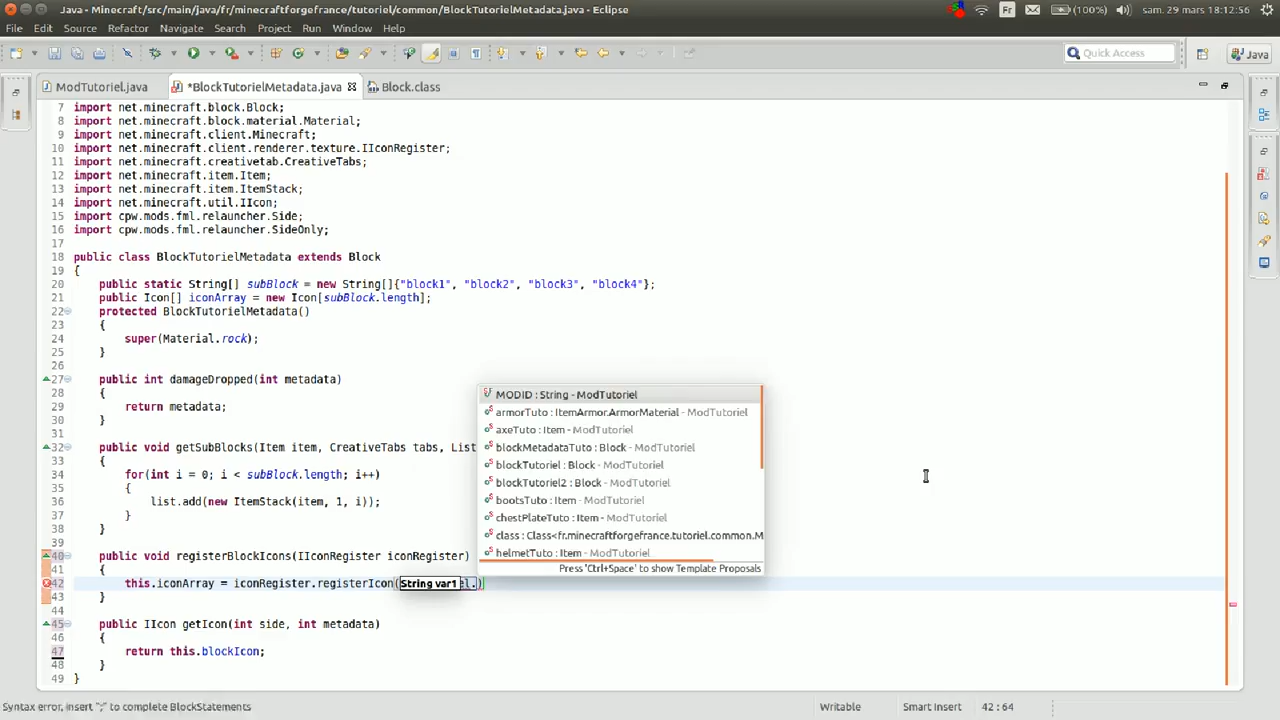 Java - Minecraft/src/main/java/fr/minecraftforgefrance/tutoriel/common/BlockTutorielMetadata.java - Eclipse
Fr
(100%)
sam. 29 mars 18:12:56
File Edit Source Refactor Navigate Search Project Run Window Help
Quick Access
Java
ModTutoriel.java
*BlockTutorielMetadata.java
Block.class
7 import net.minecraft.block.Block;
8 import net.minecraft.block.material.Material;
9 import net.minecraft.client.Minecraft;
10 import net.minecraft.client.renderer.texture.IIconRegister;
11 import net.minecraft.creativetab.CreativeTabs;
12 import net.minecraft.item.Item;
13 import net.minecraft.item.ItemStack;
14 import net.minecraft.util.IIcon;
15 import cpw.mods.fml.relauncher.Side;
16 import cpw.mods.fml.relauncher.SideOnly;
17
18 public class BlockTutorielMetadata extends Block
19 {
20 public static String[] subBlock = new String[]{"block1", "block2", "block3", "block4"};
21 public Icon[] iconArray = new Icon[subBlock.length];
22 protected BlockTutorielMetadata()
23 {
24 super(Material.rock);
25 }
26
27 public int damageDropped(int metadata)
28 {
29 return metadata;
30 }
31
32 public void getSubBlocks(Item item, CreativeTabs tabs, List
33 {
34 for(int i = 0; i < subBlock.length; i++)
35 {
36 list.add(new ItemStack(item, 1, i));
37 }
38 }
39
40 public void registerBlockIcons(IIconRegister iconRegister)
41 {
42 this.iconArray = iconRegister.registerIcon(String var1 el.)
43 }
44
45 public IIcon getIcon(int side, int metadata)
46 {
47 return this.blockIcon;
48 }
49 }
MODID : String - ModTutoriel
armorTuto : ItemArmor.ArmorMaterial - ModTutoriel
axeTuto : Item - ModTutoriel
blockMetadataTuto : Block - ModTutoriel
blockTutoriel : Block - ModTutoriel
blockTutoriel2 : Block - ModTutoriel
bootsTuto : Item - ModTutoriel
chestPlateTuto : Item - ModTutoriel
class : Class<fr.minecraftforgefrance.tutoriel.common.M
helmetTuto : Item - ModTutoriel
Press 'Ctrl+Space' to show Template Proposals
Syntax error, insert ";" to complete BlockStatements
Writable
Smart Insert
42 : 64